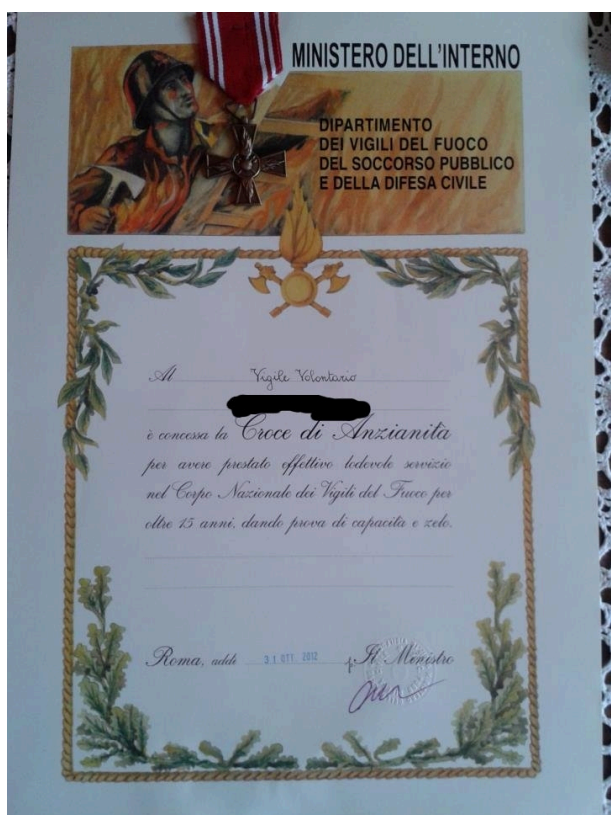 MINISTERO DELL'INTERNO
DIPARTIMENTO
DEI VIGILI DEL FUOCO
DEL SOCCORSO PUBBLICO
E DELLA DIFESA CIVILE
Al Vigile Volontario
è concessa la Croce di Anzianità
per avere prestato effettivo lodevole servizio
nel Corpo Nazionale dei Vigili del Fuoco per
oltre 15 anni, dando prova di capacità e zelo.
Roma, addì 31 OTT. 2012 p. Il Ministro